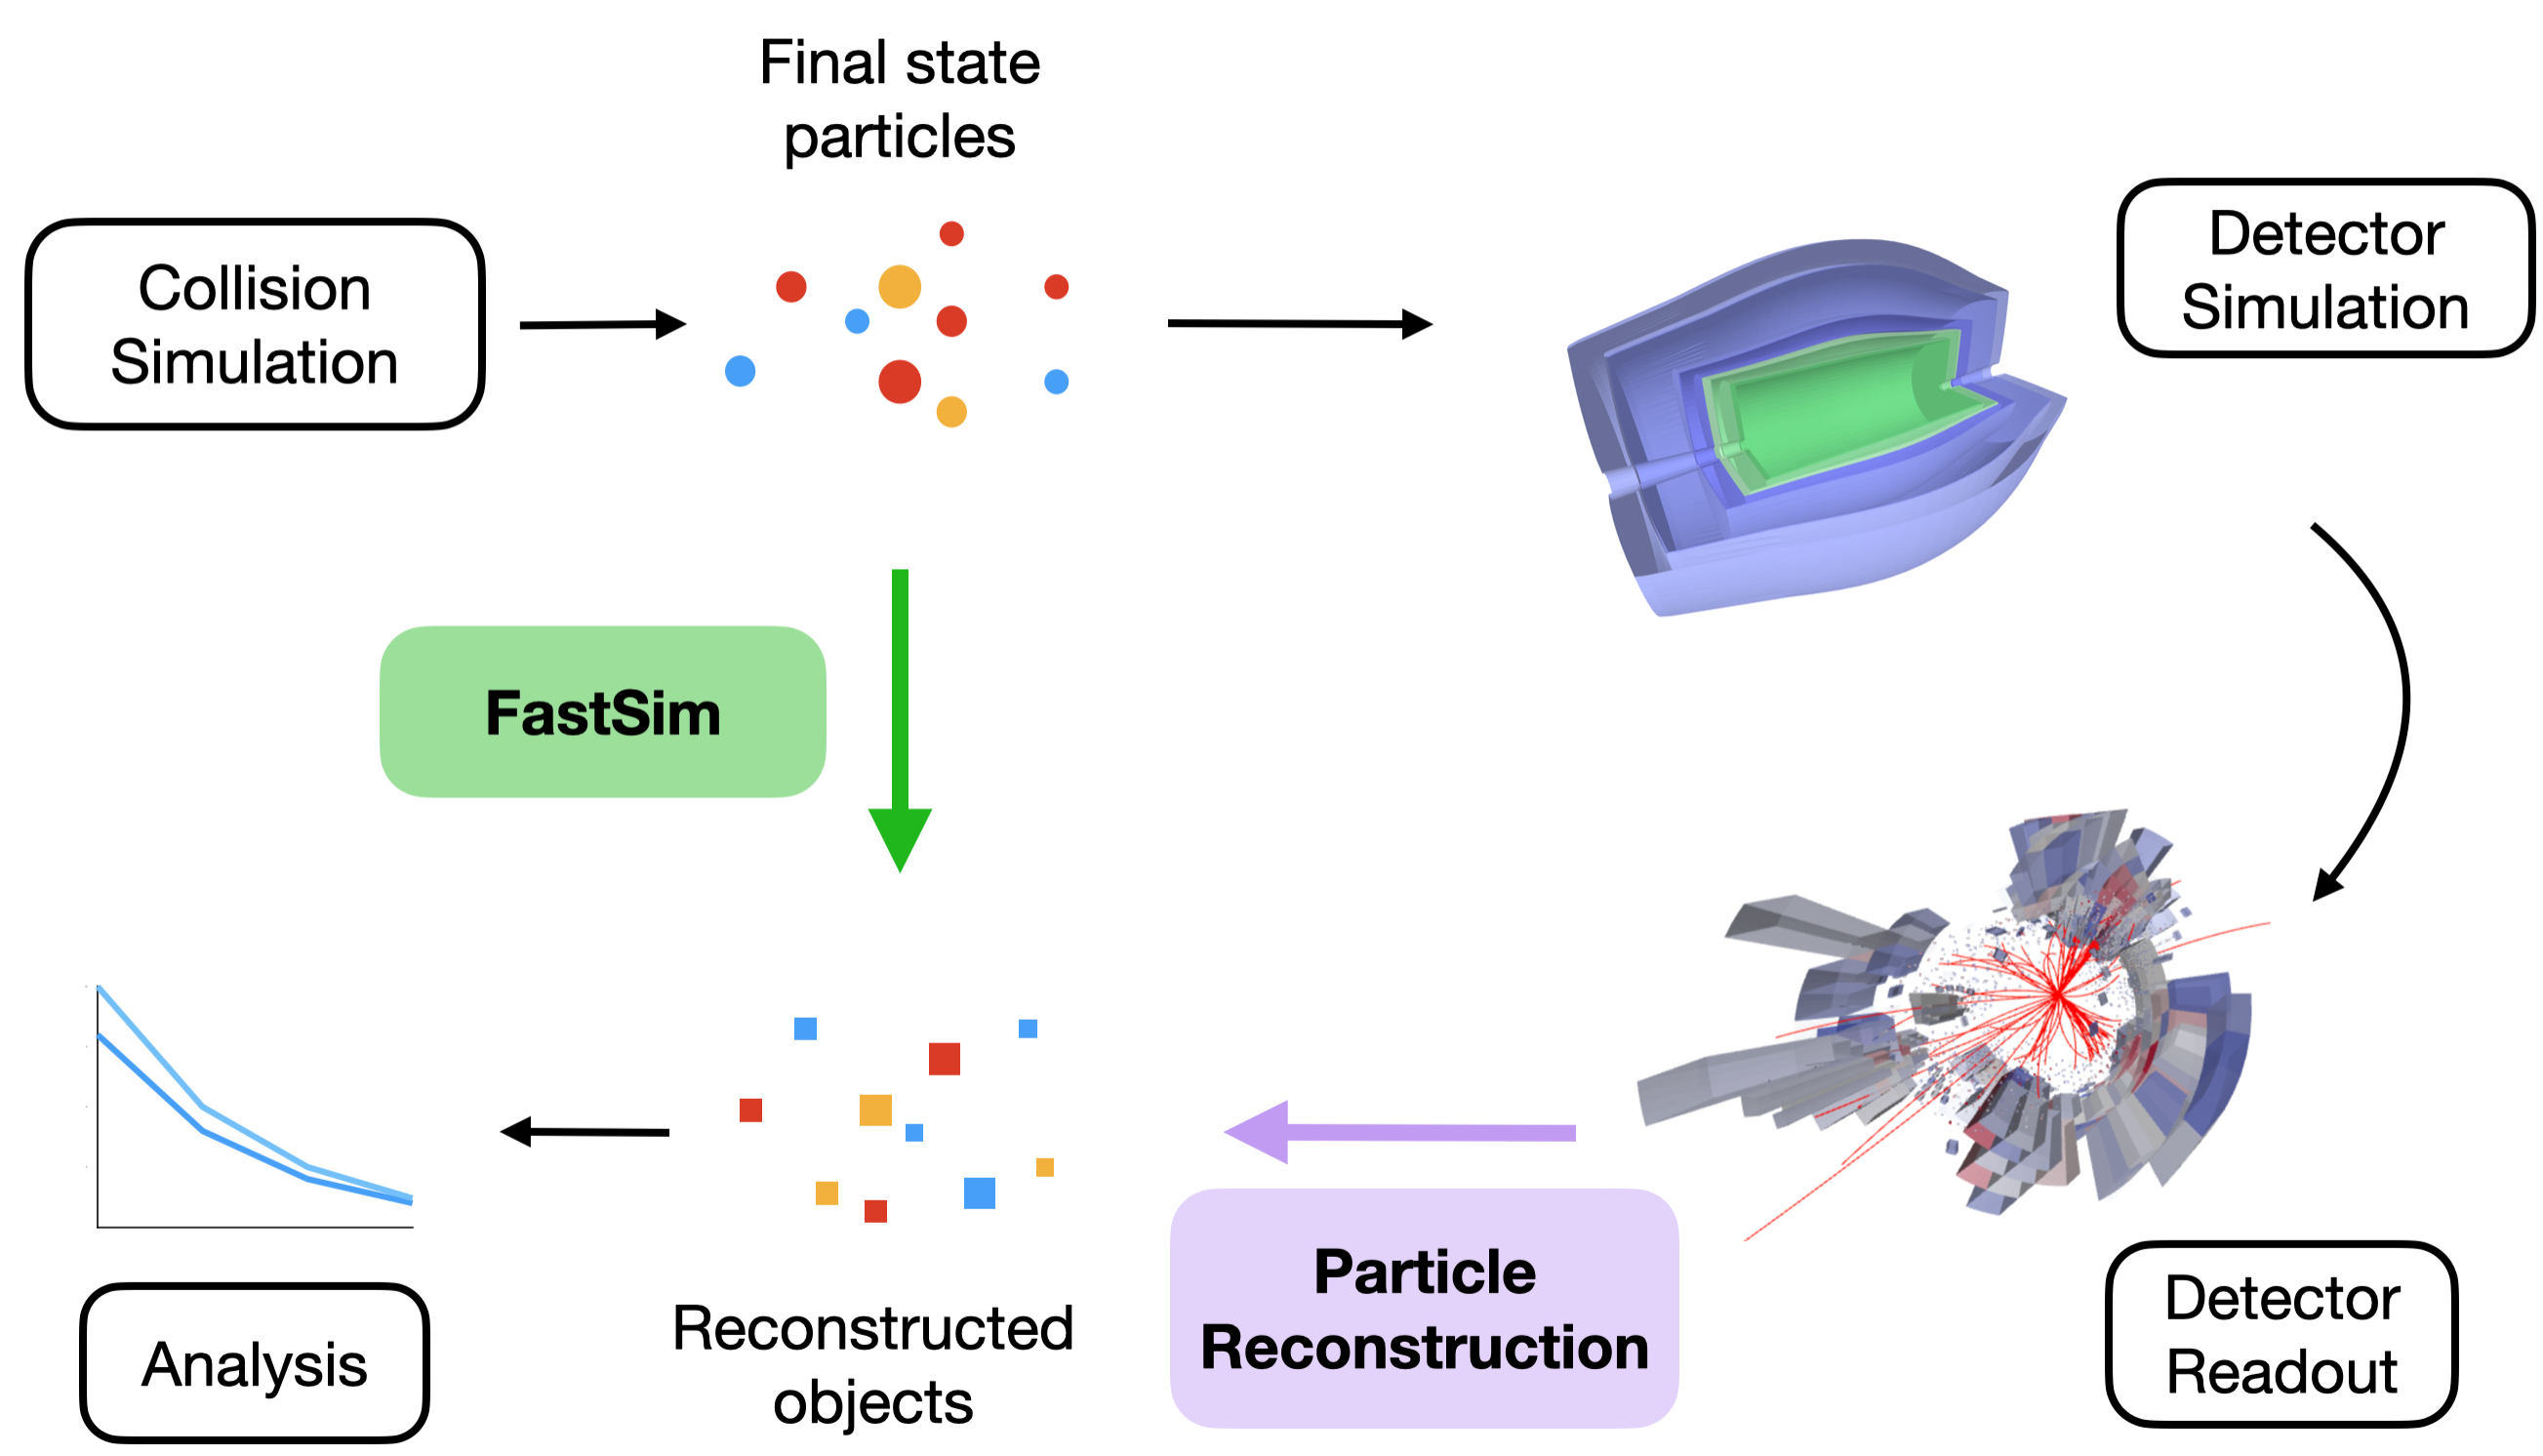 Final state
particles
Collision
Simulation
Detector
Simulation
FastSim
Particle
Reconstruction
Detector
Readout
Reconstructed
objects
Analysis